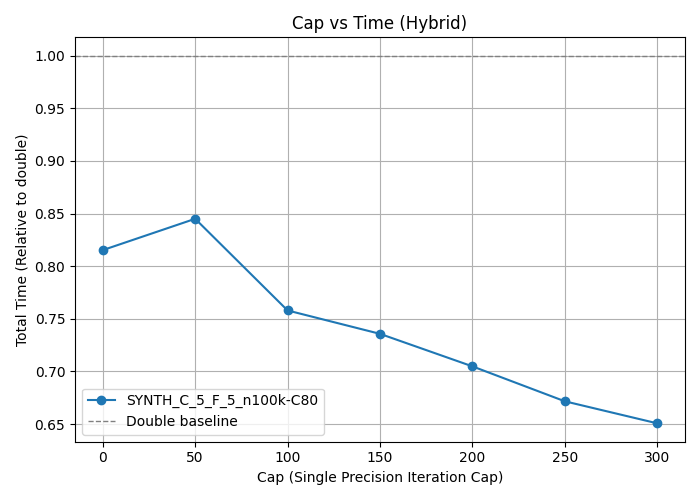 Cap vs Time (Hybrid)
Total Time (Relative to double)
1.00
0.95
0.90
0.85
0.80
0.75
0.70
0.65
SYNTH_C_5_F_5_n100k-C80
Double baseline
0 50 100 150 200 250 300
Cap (Single Precision Iteration Cap)